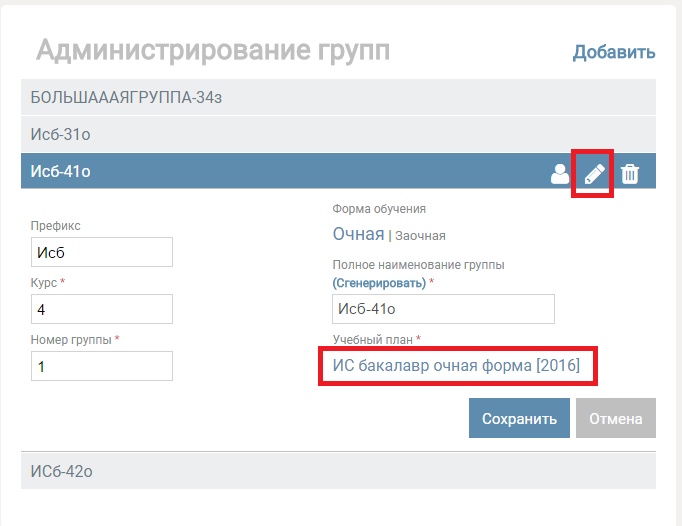 Администрирование групп
Добавить
БОЛЬШАААЯГРУППА-34з
Исб-31о
Исб-41о
Префикс
Исб
Курс *
4
Номер группы *
1
Форма обучения
Очная | Заочная
Полное наименование группы
(Сгенерировать) *
Исб-41о
Учебный план *
ИС бакалавр очная форма [2016]
Сохранить
Отмена
ИСб-42о